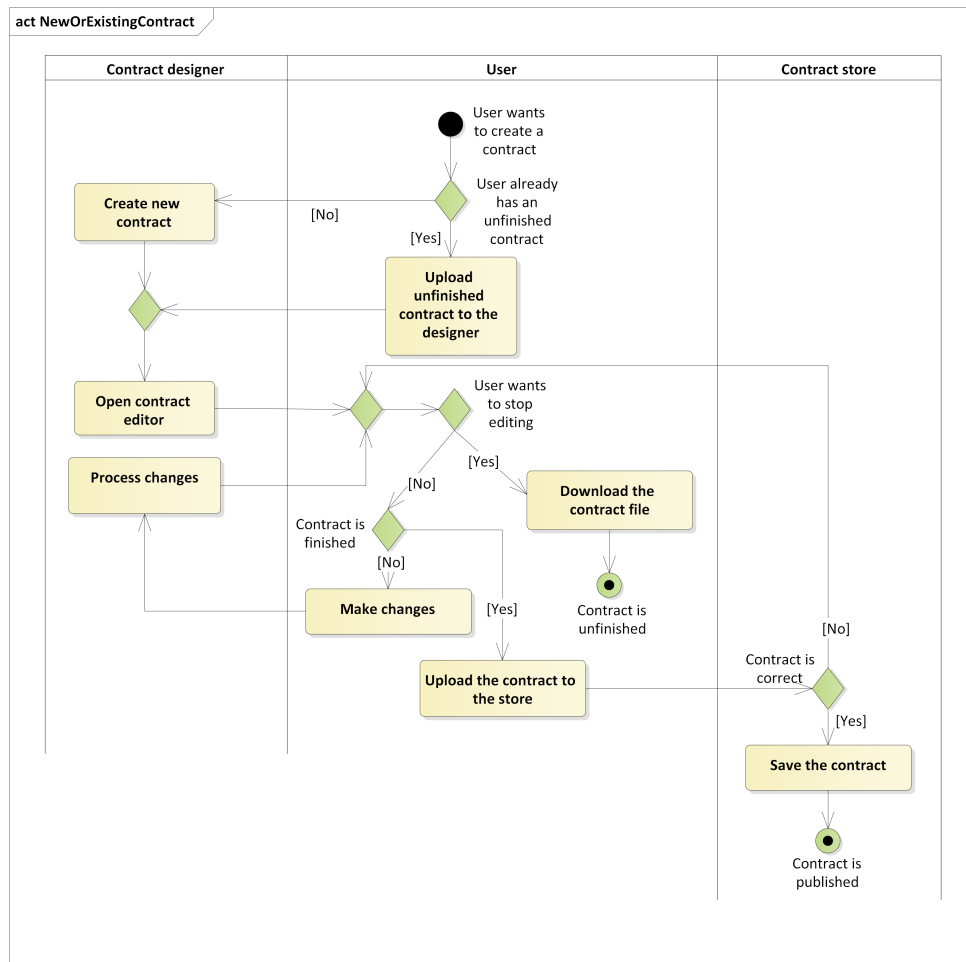 act NewOrExistingContract
Contract designer
User
Contract store
User wants
to create a
contract
User already
has an
unfinished
contract
[No]
[Yes]
Create new
contract
Upload
unfinished
contract to the
designer
Open contract
editor
User wants
to stop
editing
[Yes]
[No]
Process changes
Download the
contract file
Contract is
finished
[No]
[Yes]
Make changes
Contract is
unfinished
Upload the contract to
the store
[No]
Contract is
correct
[Yes]
Save the contract
Contract is
published